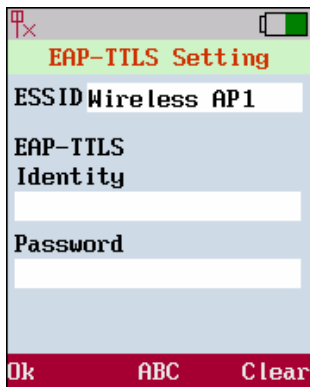 EAP-TTLS Setting
ESSID Wireless AP1
EAP-TTLS
Identity
Password
Ok ABC Clear